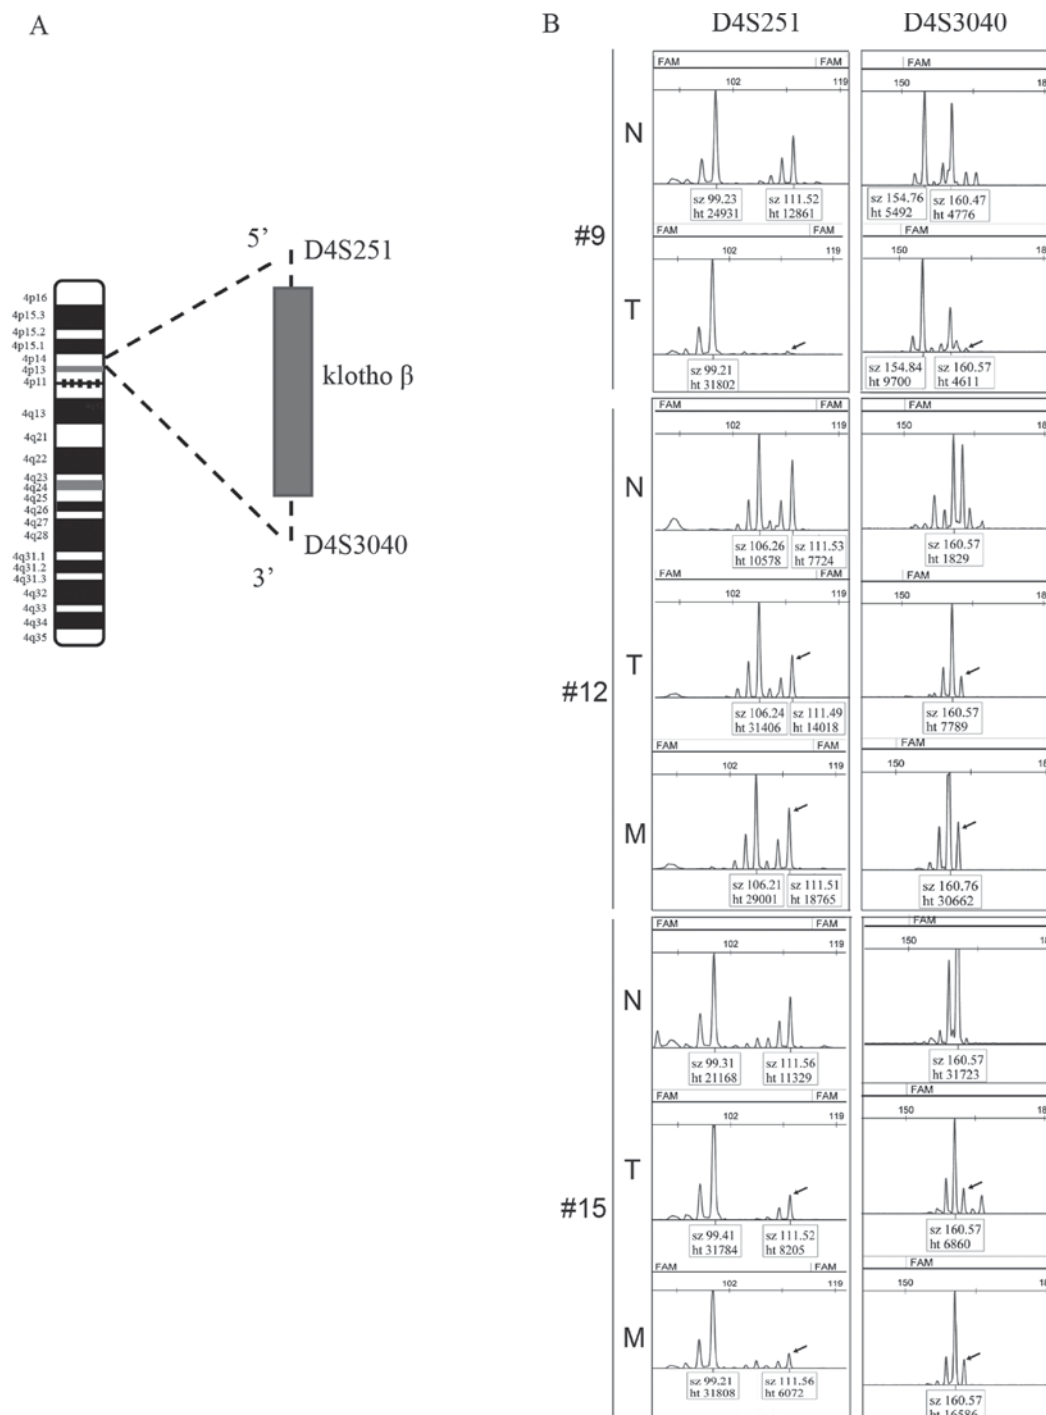 A
4p16
4p15.3
4p15.2
4p15.1
4p14
4p13
4p11
4q13
4q21
4q22
4q23
4q24
4q25
4q26
4q27
4q28
4q31.1
4q31.2
4q31.3
4q32
4q33
4q34
4q35
5’
D4S251
klotho β
D4S3040
3’
B
D4S251 D4S3040
#9
N
FAM FAM
102 119
sz 99.23 sz 111.52
ht 24931 ht 12861
FAM
150 18
sz 154.76 sz 160.47
ht 5492 ht 4776
T
FAM FAM
102 119
sz 99.21
ht 31802
FAM
150 18
sz 154.84 sz 160.57
ht 9700 ht 4611
#12
N
FAM FAM
102 119
sz 106.26 sz 111.53
ht 10578 ht 7724
FAM
150 18
sz 160.57
ht 1829
T
FAM FAM
102 119
sz 106.24 sz 111.49
ht 31406 ht 14018
FAM
150 18
sz 160.57
ht 7789
M
FAM FAM
102 119
sz 106.21 sz 111.51
ht 29001 ht 18765
FAM
150 18
sz 160.76
ht 30662
#15
N
FAM FAM
102 119
sz 99.31 sz 111.56
ht 21168 ht 11329
FAM
150 18
sz 160.57
ht 31723
T
FAM FAM
102 119
sz 99.41 sz 111.52
ht 31784 ht 8205
FAM
150 18
sz 160.57
ht 6860
M
FAM FAM
102 119
sz 99.21 sz 111.56
ht 31808 ht 6072
FAM
150 18
sz 160.57
ht 16586